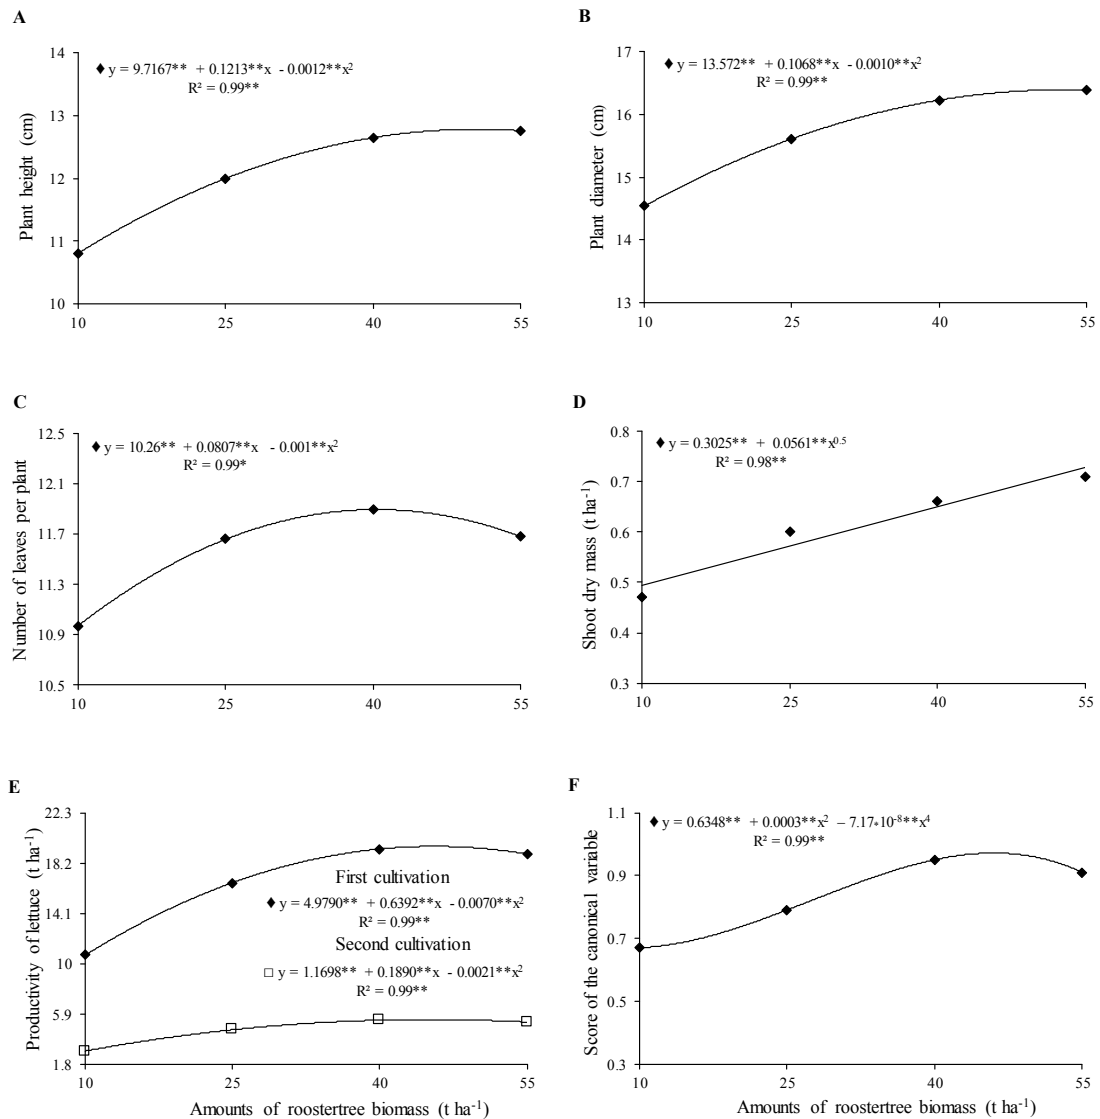 A
14
13
12
11
10
Plant height (cm)
♦ y = 9.7167** + 0.1213**x - 0.0012**x²
R² = 0.99**
10 25 40 55
B
17
16
15
14
13
Plant diameter (cm)
♦ y = 13.572** + 0.1068**x - 0.0010**x²
R² = 0.99**
10 25 40 55
C
12.5
12.1
11.7
11.3
10.9
10.5
Number of leaves per plant
♦ y = 10.26** + 0.0807**x - 0.001**x²
R² = 0.99*
10 25 40 55
D
0.8
0.7
0.6
0.5
0.4
0.3
Shoot dry mass (t ha⁻¹)
♦ y = 0.3025** + 0.0561**x⁰·⁵
R² = 0.98**
10 25 40 55
E
22.3
18.2
14.1
10
5.9
1.8
Productivity of lettuce (t ha⁻¹)
First cultivation
♦ y = 4.9790** + 0.6392**x - 0.0070**x²
R² = 0.99**
Second cultivation
□ y = 1.1698** + 0.1890**x - 0.0021**x²
R² = 0.99**
10 25 40 55
Amounts of roostertree biomass (t ha⁻¹)
F
1.1
0.9
0.7
0.5
0.3
Score of the canonical variable
♦ y = 0.6348** + 0.0003**x² – 7.17*10⁻⁸**x⁴
R² = 0.99**
10 25 40 55
Amounts of roostertree biomass (t ha⁻¹)